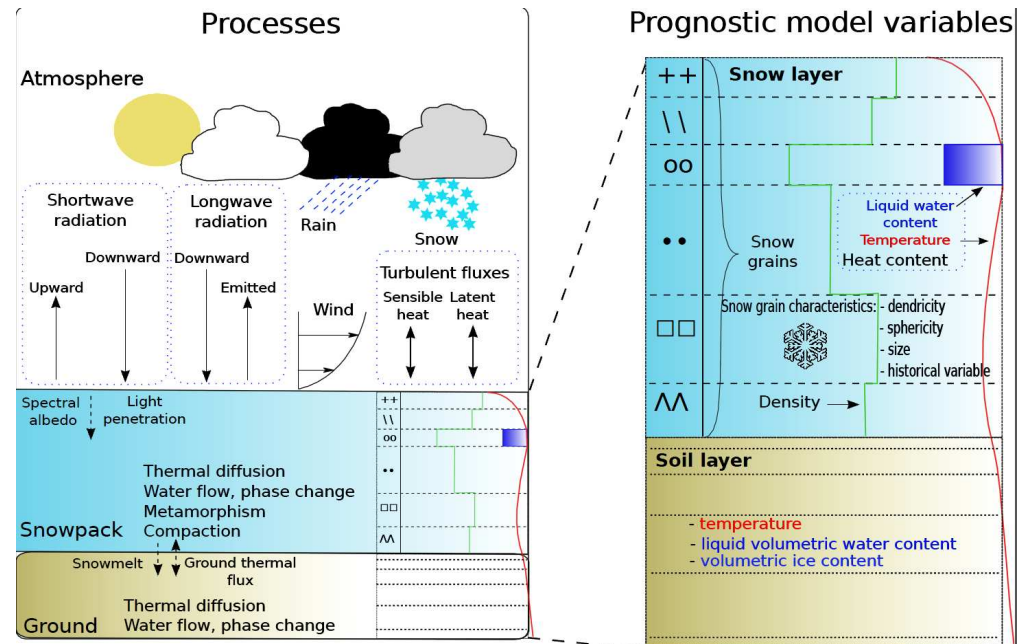 Processes
Atmosphere
Shortwave
radiation
Longwave
radiation
Rain
Snow
Downward
Downward
Upward
Emitted
Wind
Turbulent fluxes
Sensible
heat
Latent
heat
Spectral
albedo
Light
penetration
Thermal diffusion
Water flow, phase change
Metamorphism
Compaction
Snowpack
Snowmelt
Ground thermal
flux
Thermal diffusion
Water flow, phase change
Ground
++
\\
oo
••
□□
ΛΛ
Prognostic model variables
Snow layer
++
\\
oo
••
□□
ΛΛ
Snow
grains
Liquid water
content
Temperature
Heat content
Snow grain characteristics: - dendricity
- sphericity
- size
- historical variable
Density
Soil layer
- temperature
- liquid volumetric water content
- volumetric ice content